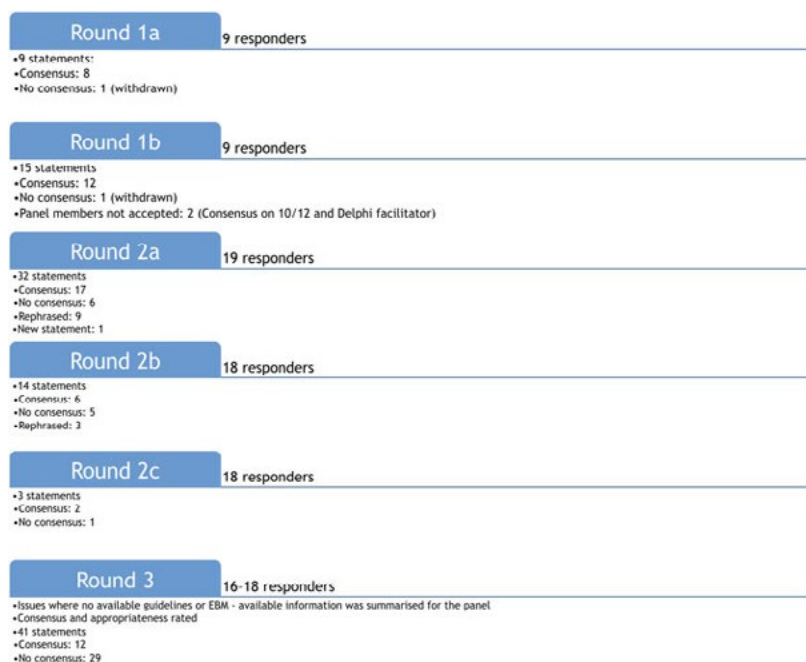 Round 1a
9 responders
•9 statements:
•Consensus: 8
•No consensus: 1 (withdrawn)
Round 1b
9 responders
•15 statements
•Consensus: 12
•No consensus: 1 (withdrawn)
•Panel members not accepted: 2 (Consensus on 10/12 and Delphi facilitator)
Round 2a
19 responders
•32 statements
•Consensus: 17
•No consensus: 6
•Rephrased: 9
•New statement: 1
Round 2b
18 responders
•14 statements
•Consensus: 6
•No consensus: 5
•Rephrased: 3
Round 2c
18 responders
•3 statements
•Consensus: 2
•No consensus: 1
Round 3
16-18 responders
•Issues where no available guidelines or EBM - available information was summarised for the panel
•Consensus and appropriateness rated
•41 statements
•Consensus: 12
•No consensus: 29